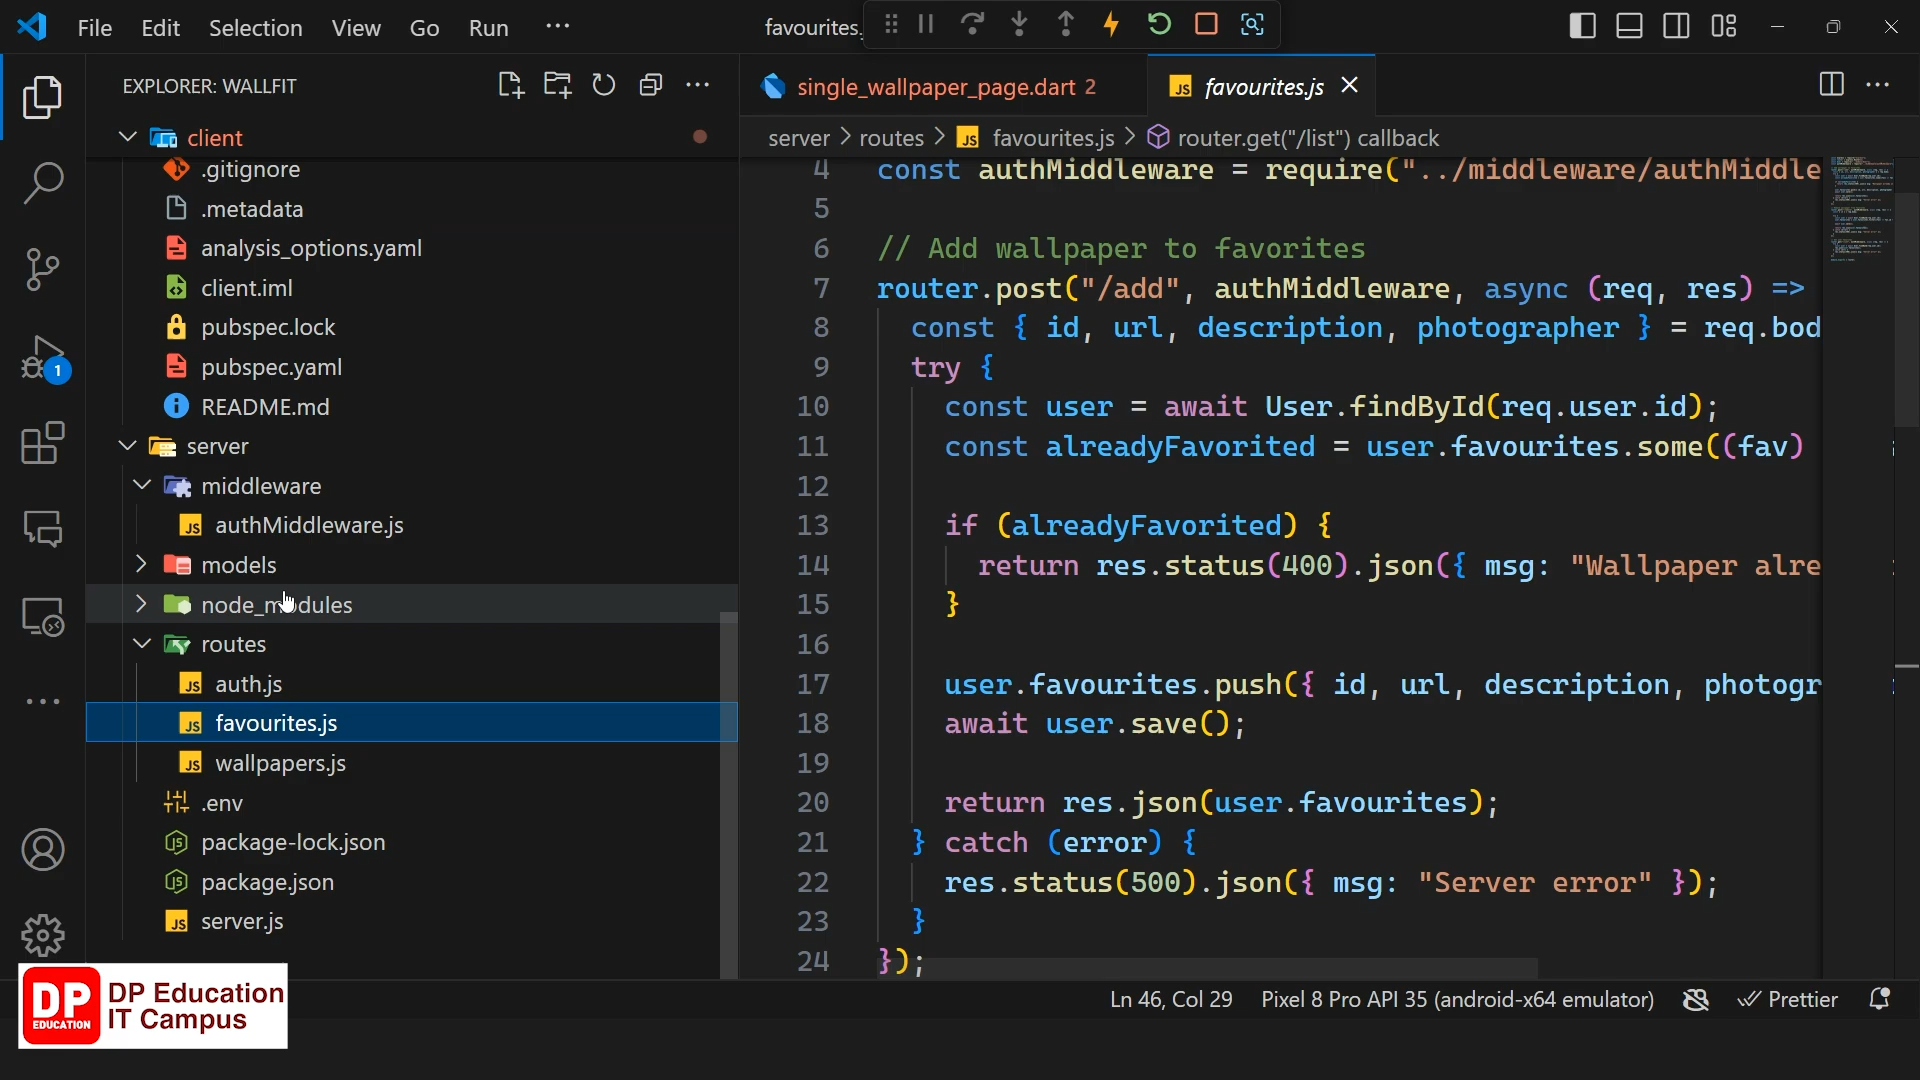 File Edit Selection View Go Run ···
favourites.
EXPLORER: WALLFIT
client
.gitignore
.metadata
analysis_options.yaml
client.iml
pubspec.lock
pubspec.yaml
README.md
server
middleware
authMiddleware.js
models
node_modules
routes
auth.js
favourites.js
wallpapers.js
.env
package-lock.json
package.json
server.js
1
single_wallpaper_page.dart 2
JS favourites.js
server > routes > JS favourites.js > router.get("/list") callback
4 const authMiddleware = require("../middleware/authMiddle
5
6 // Add wallpaper to favorites
7 router.post("/add", authMiddleware, async (req, res) =>
8 const { id, url, description, photographer } = req.bod
9 try {
10 const user = await User.findById(req.user.id);
11 const alreadyFavorited = user.favourites.some((fav)
12
13 if (alreadyFavorited) {
14 return res.status(400).json({ msg: "Wallpaper alre
15 }
16
17 user.favourites.push({ id, url, description, photogr
18 await user.save();
19
20 return res.json(user.favourites);
21 } catch (error) {
22 res.status(500).json({ msg: "Server error" });
23 }
24 });
Ln 46, Col 29 Pixel 8 Pro API 35 (android-x64 emulator) Prettier
DP EDUCATION
DP Education
IT Campus